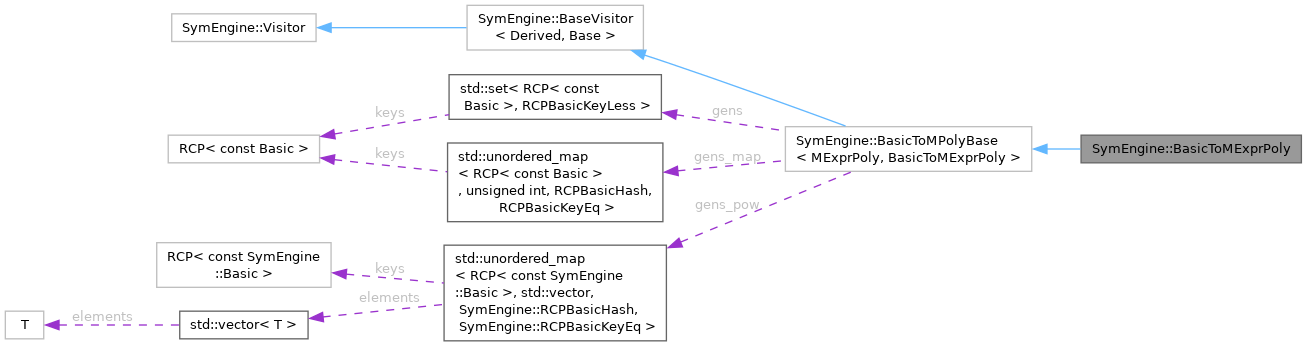 SymEngine::Visitor
SymEngine::BaseVisitor
< Derived, Base >
std::set< RCP< const
Basic >, RCPBasicKeyLess >
keys
gens
RCP< const Basic >
keys
std::unordered_map
< RCP< const Basic >
, unsigned int, RCPBasicHash,
RCPBasicKeyEq >
gens_map
SymEngine::BasicToMPolyBase
< MExprPoly, BasicToMExprPoly >
SymEngine::BasicToMExprPoly
gens_pow
RCP< const SymEngine
::Basic >
keys
std::unordered_map
< RCP< const SymEngine
::Basic >, std::vector,
SymEngine::RCPBasicHash,
SymEngine::RCPBasicKeyEq >
elements
T
elements
std::vector< T >